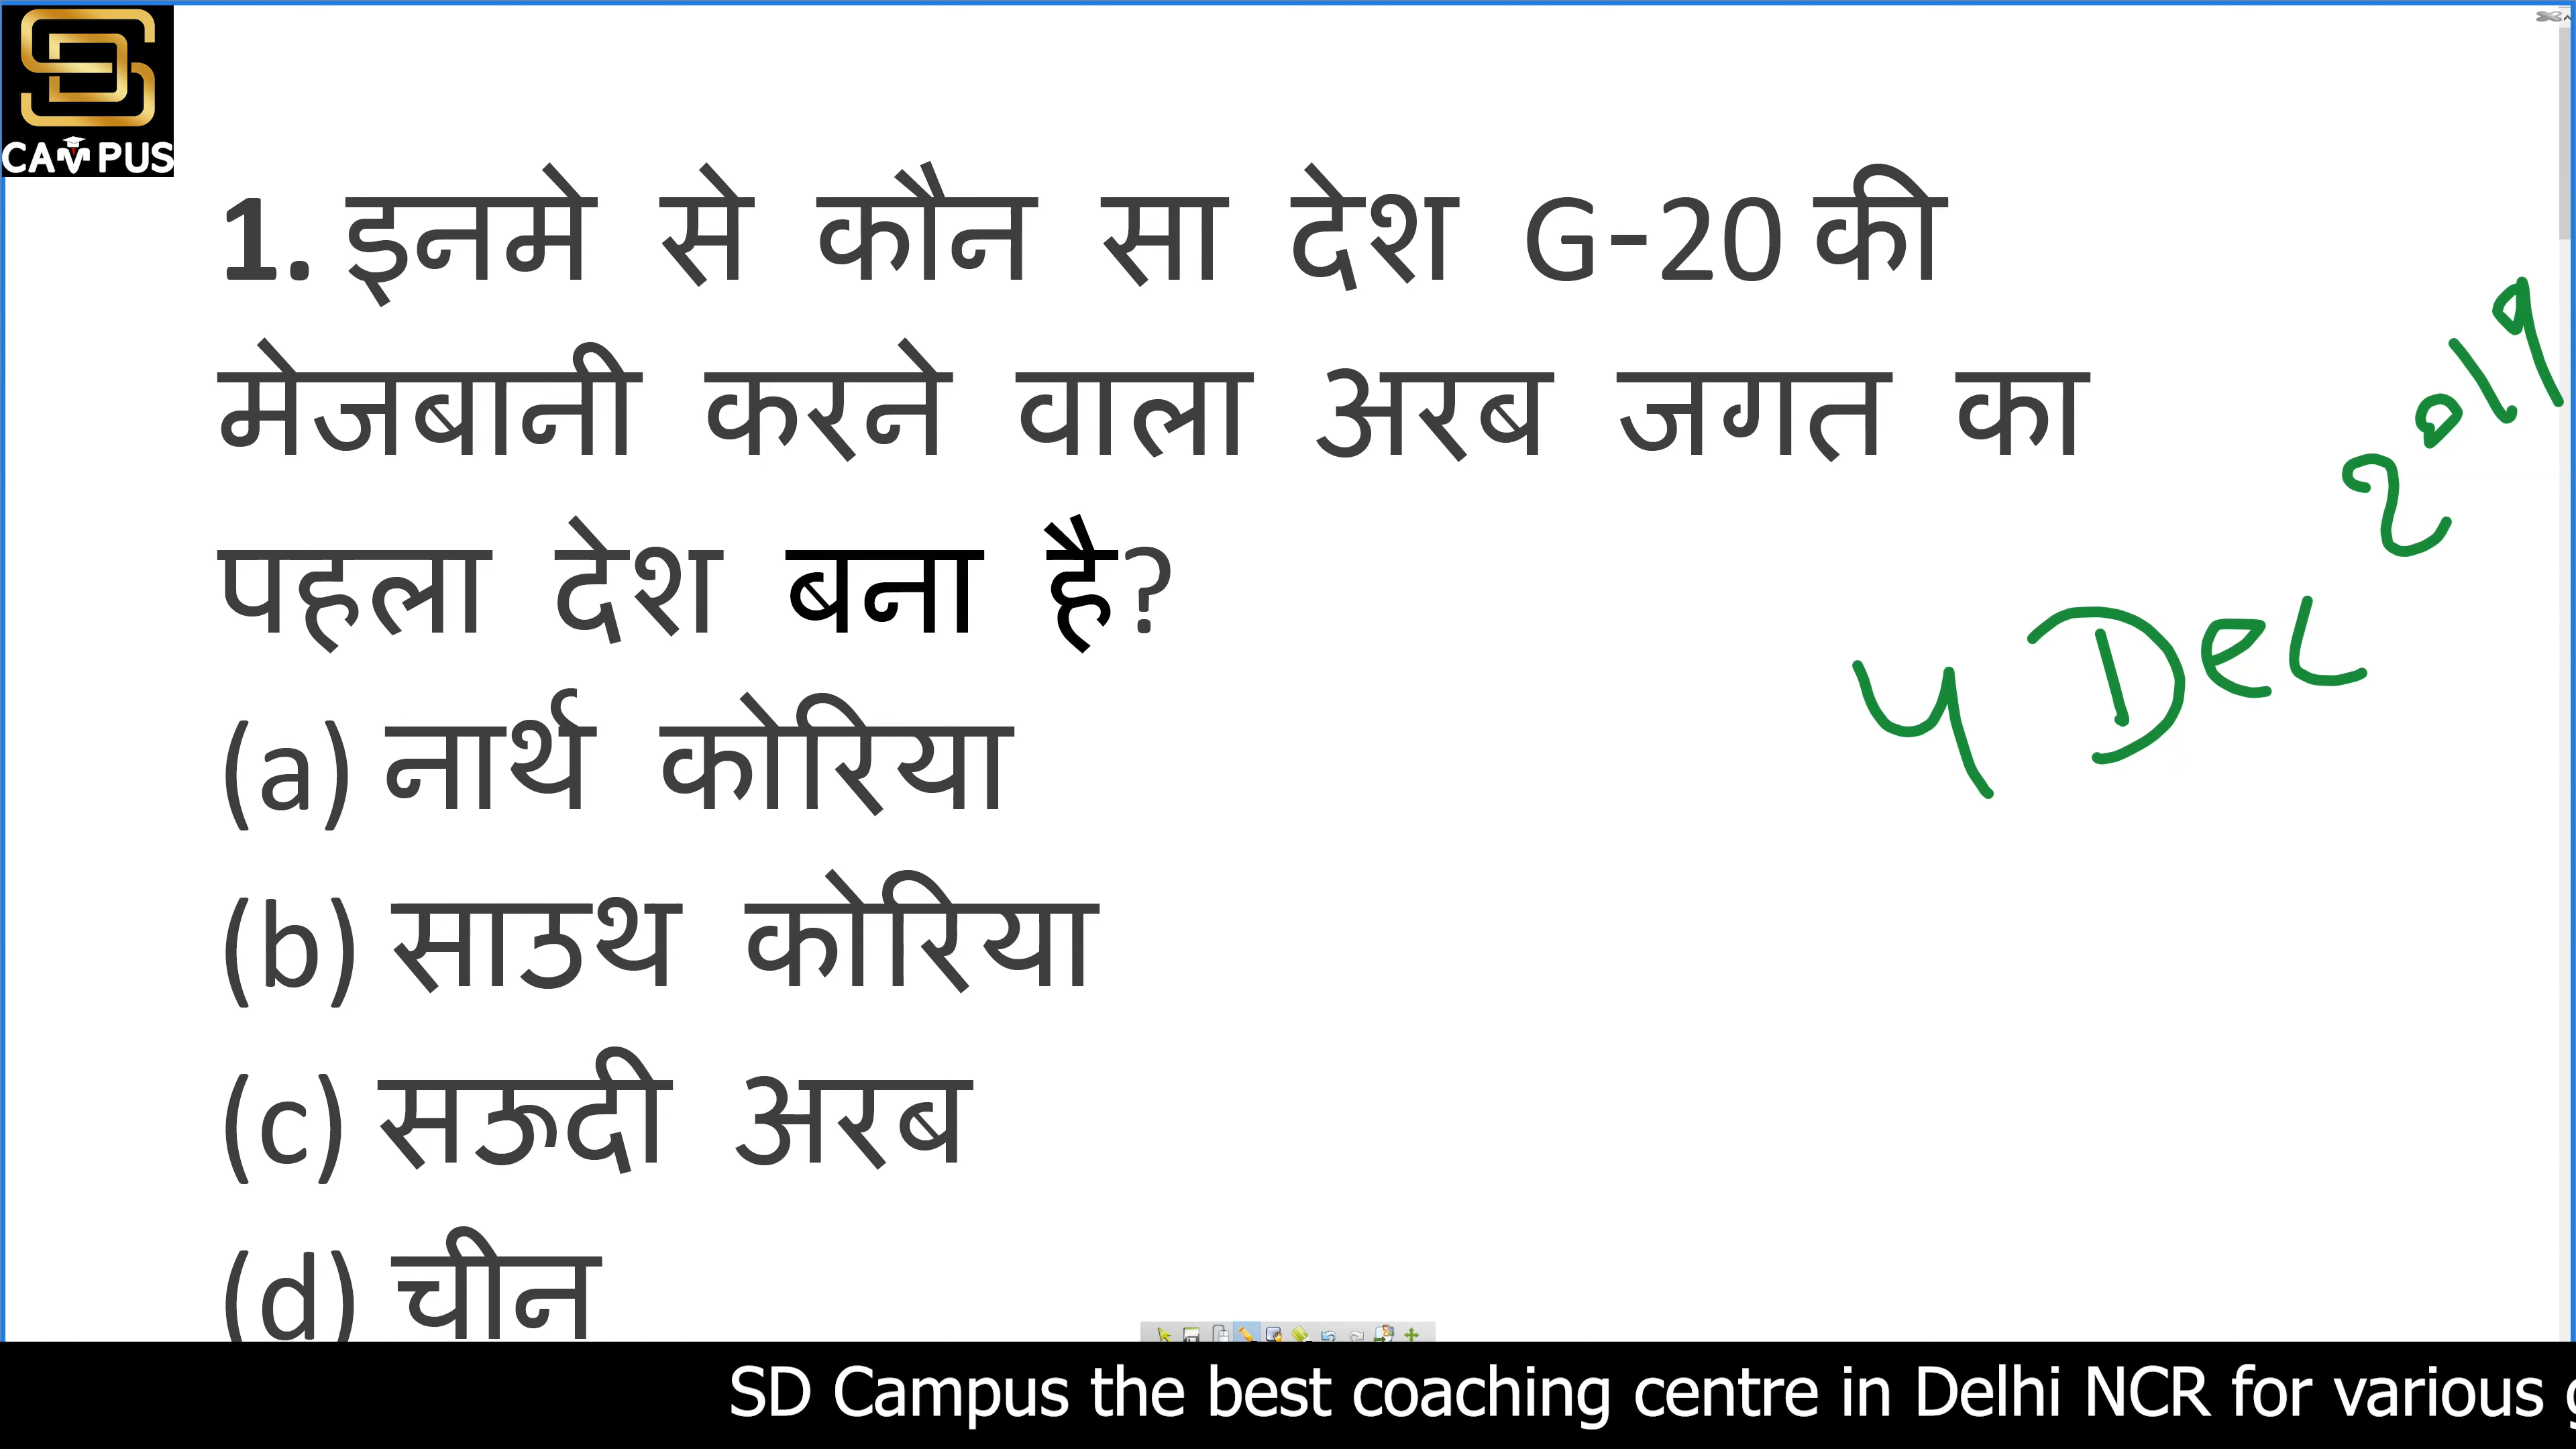 SD
CAMPUS
1. इनमे से कौन सा देश G-20 की
मेजबानी करने वाला अरब जगत का
पहला देश बना है?
4 Dec 2019
(a) नार्थ कोरिया
(b) साउथ कोरिया
(c) सऊदी अरब
(d) चीन
SD Campus the best coaching centre in Delhi NCR for various